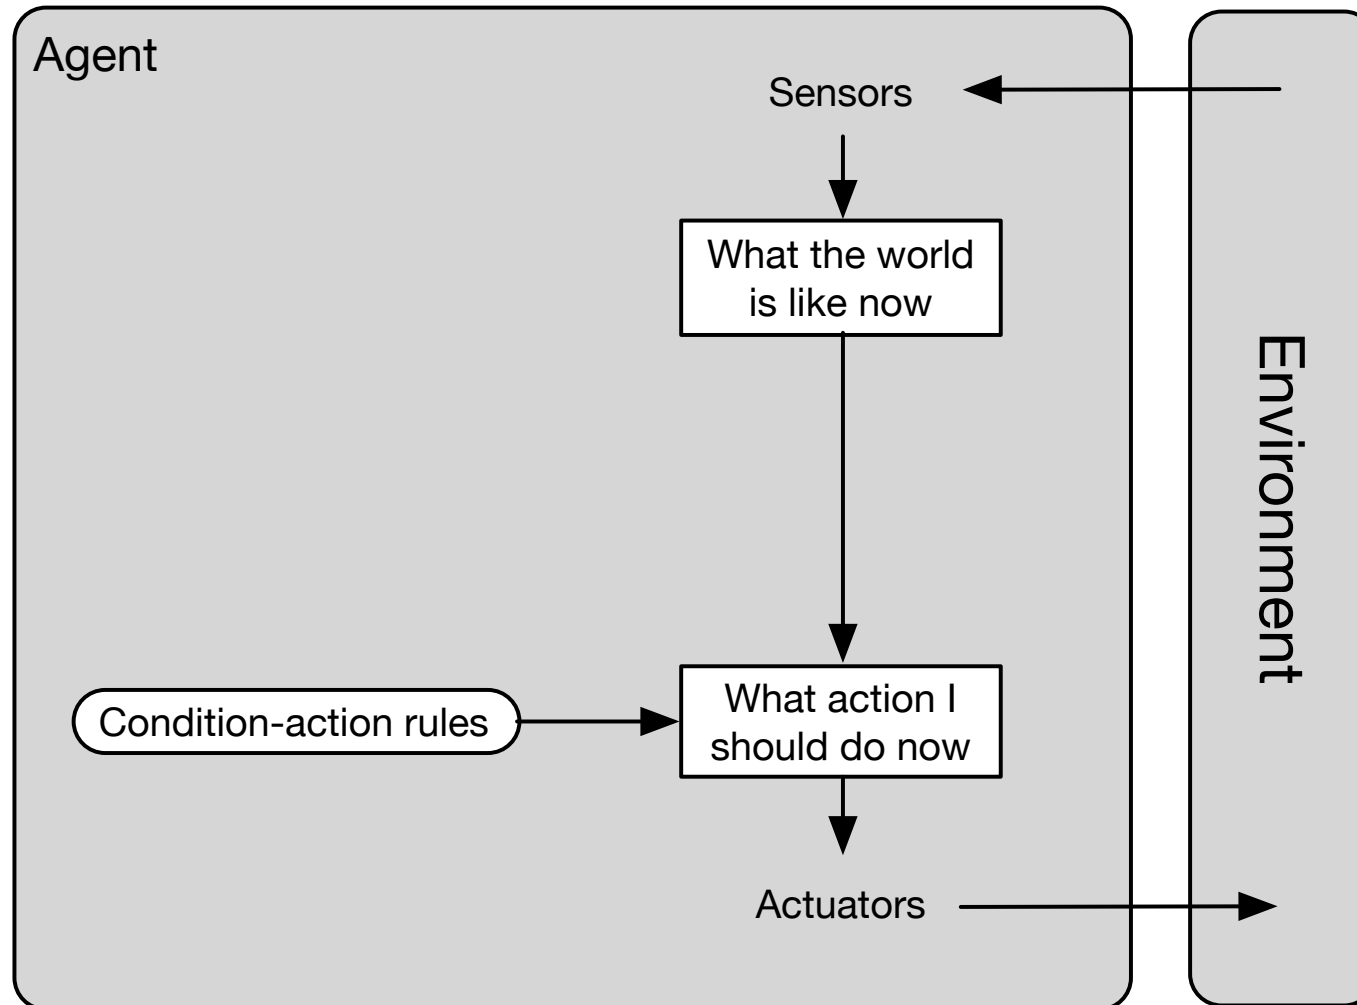 Agent
Sensors
What the world
is like now
Environment
Condition-action rules
What action I
should do now
Actuators